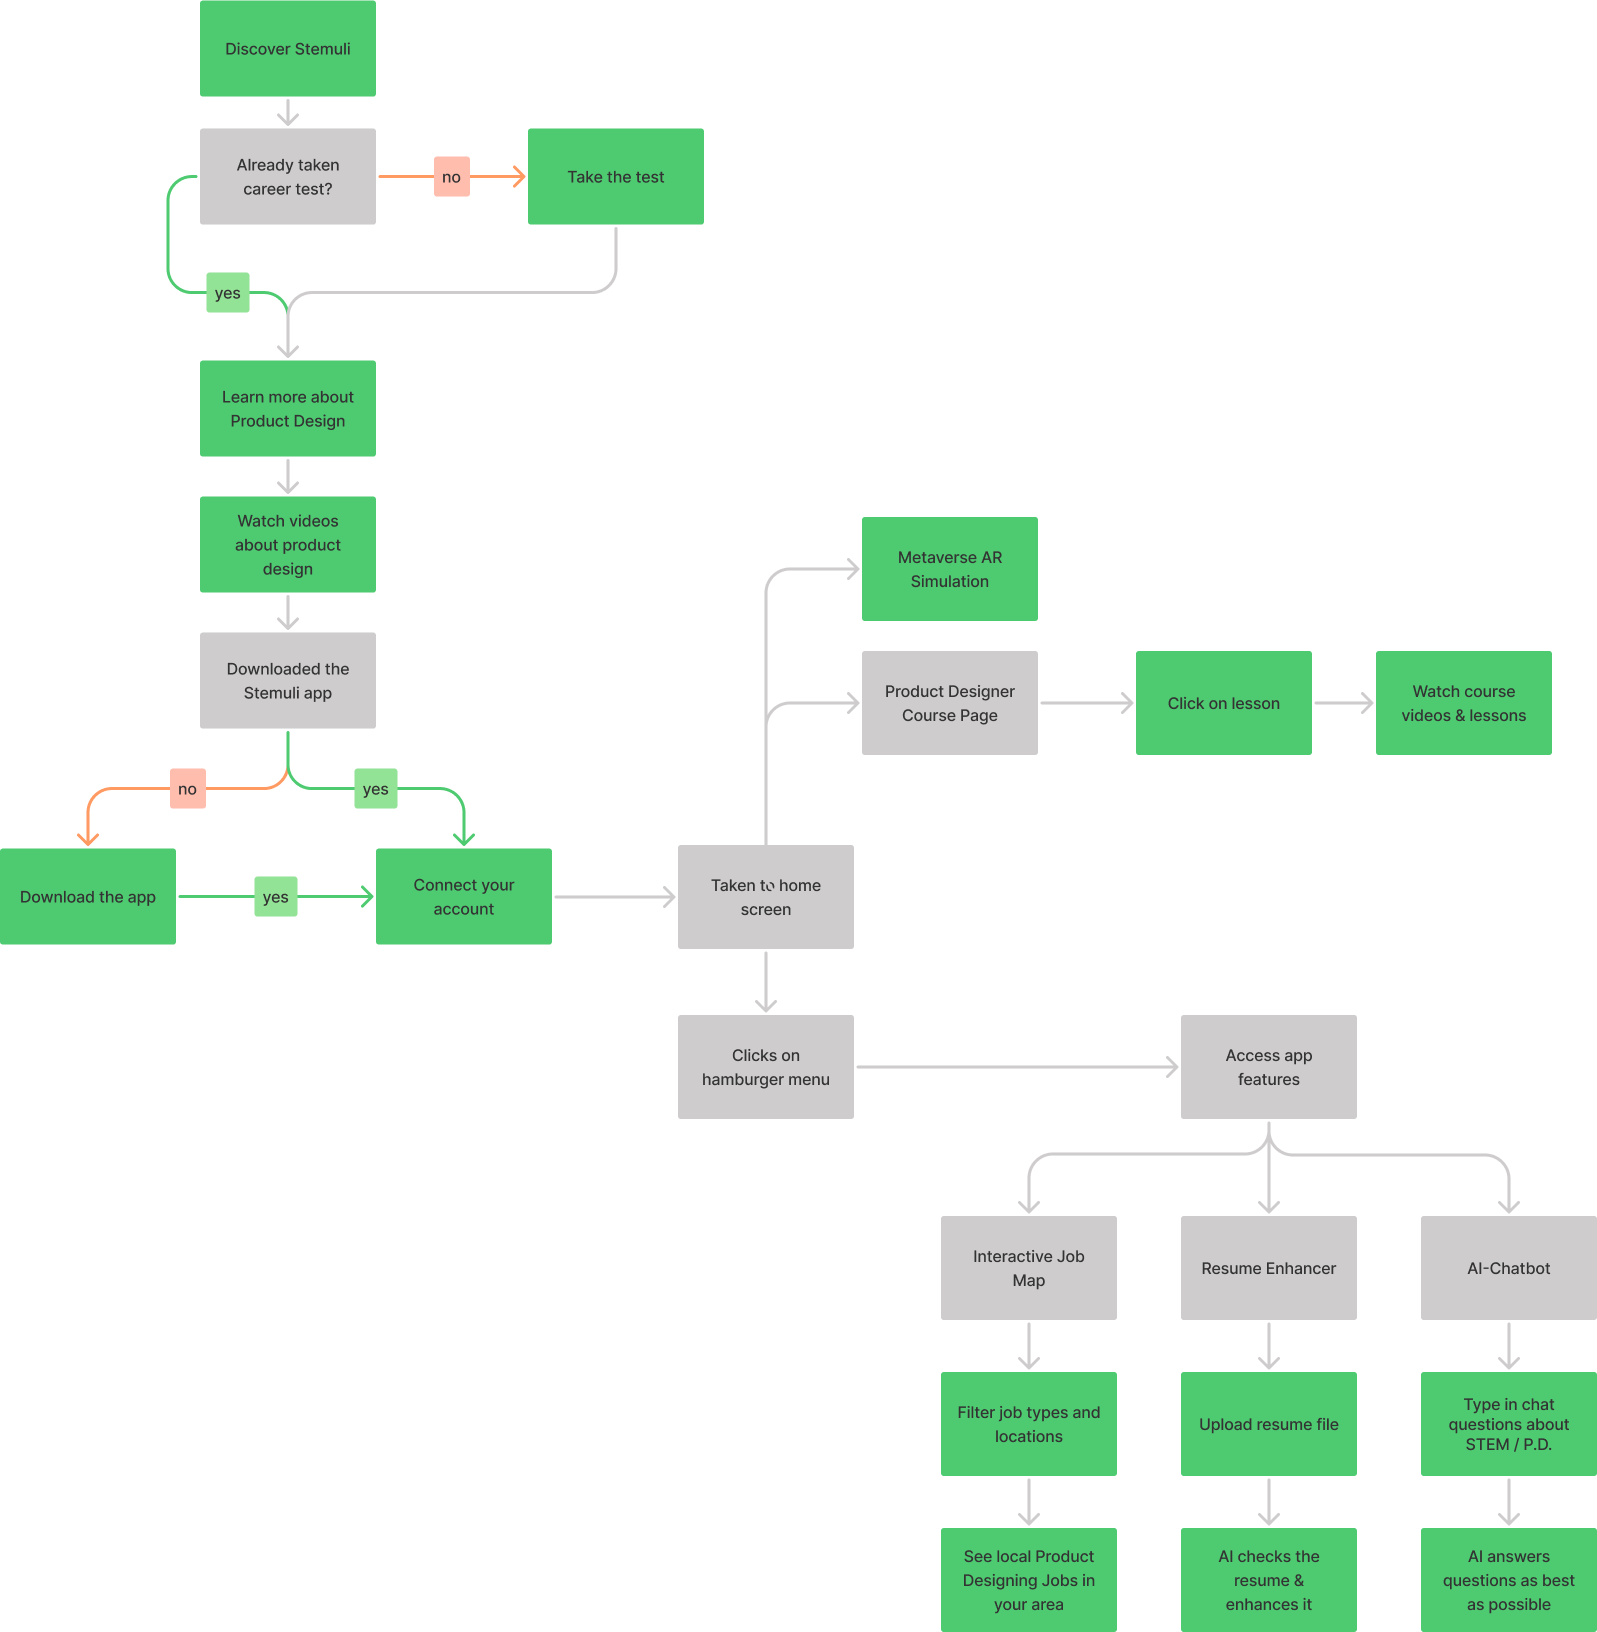 Discover Stemuli
Already taken
career test?
no
Take the test
yes
Learn more about
Product Design
Watch videos
about product
design
Downloaded the
Stemuli app
no
yes
Download the app
yes
Connect your
account
Taken to home
screen
Metaverse AR
Simulation
Product Designer
Course Page
Click on lesson
Watch course
videos & lessons
Clicks on
hamburger menu
Access app
features
Interactive Job
Map
Resume Enhancer
AI-Chatbot
Filter job types and
locations
Upload resume file
Type in chat
questions about
STEM / P.D.
See local Product
Designing Jobs in
your area
AI checks the
resume &
enhances it
AI answers
questions as best
as possible